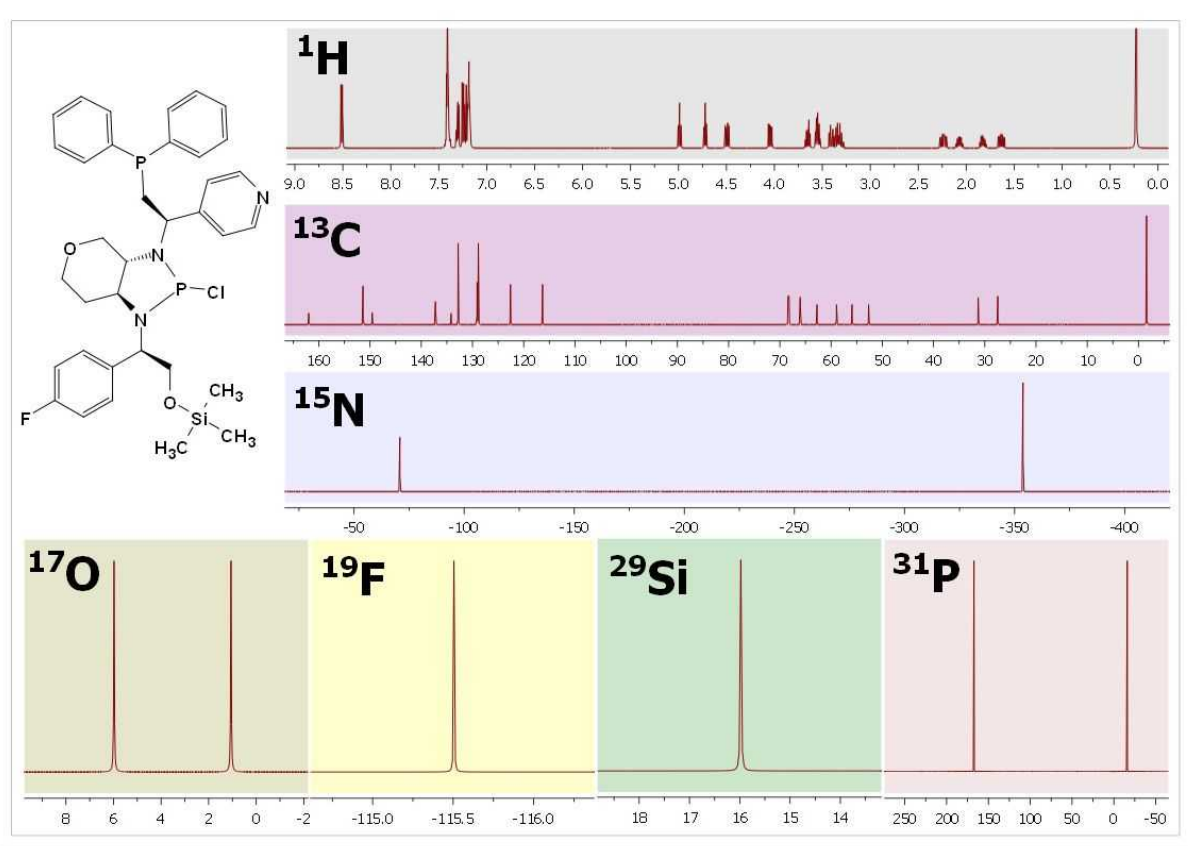 ¹H
P
N
O
N
P
Cl
N
F
O
Si
CH₃
CH₃
H₃C
9.0 8.5 8.0 7.5 7.0 6.5 6.0 5.5 5.0 4.5 4.0 3.5 3.0 2.5 2.0 1.5 1.0 0.5 0.0
¹³C
160 150 140 130 120 110 100 90 80 70 60 50 40 30 20 10 0
¹⁵N
-50 -100 -150 -200 -250 -300 -350 -400
¹⁷O
8 6 4 2 0 -2
¹⁹F
-115.0 -115.5 -116.0
²⁹Si
18 17 16 15 14
³¹P
250 200 150 100 50 0 -50